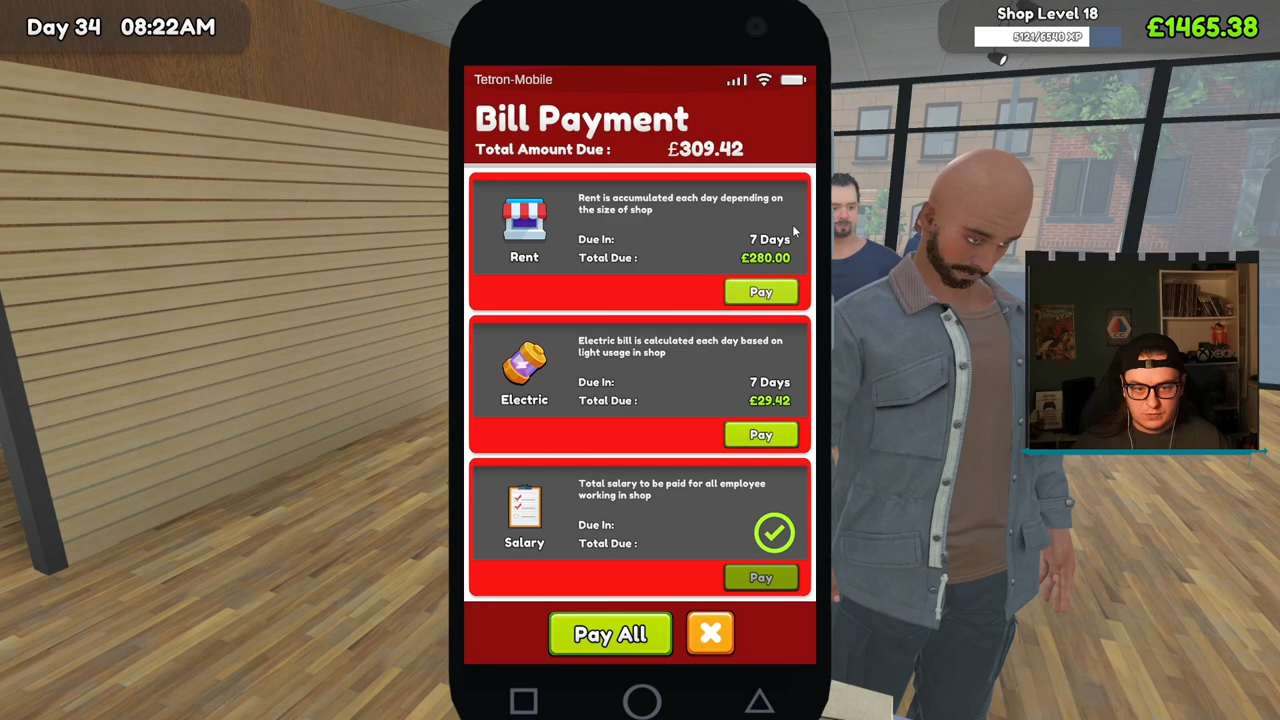 Day 34 08:22AM
Shop Level 18
5121/6540 XP
£1465.38
Tetron-Mobile
Bill Payment
Total Amount Due : £309.42
Rent is accumulated each day depending on
the size of shop
Due In: 7 Days
Rent
Total Due : £280.00
Pay
Electric bill is calculated each day based on
light usage in shop
Due In: 7 Days
Electric
Total Due : £29.42
Pay
Total salary to be paid for all employee
working in shop
Due In:
Salary
Total Due :
Pay
Pay All
XBOX